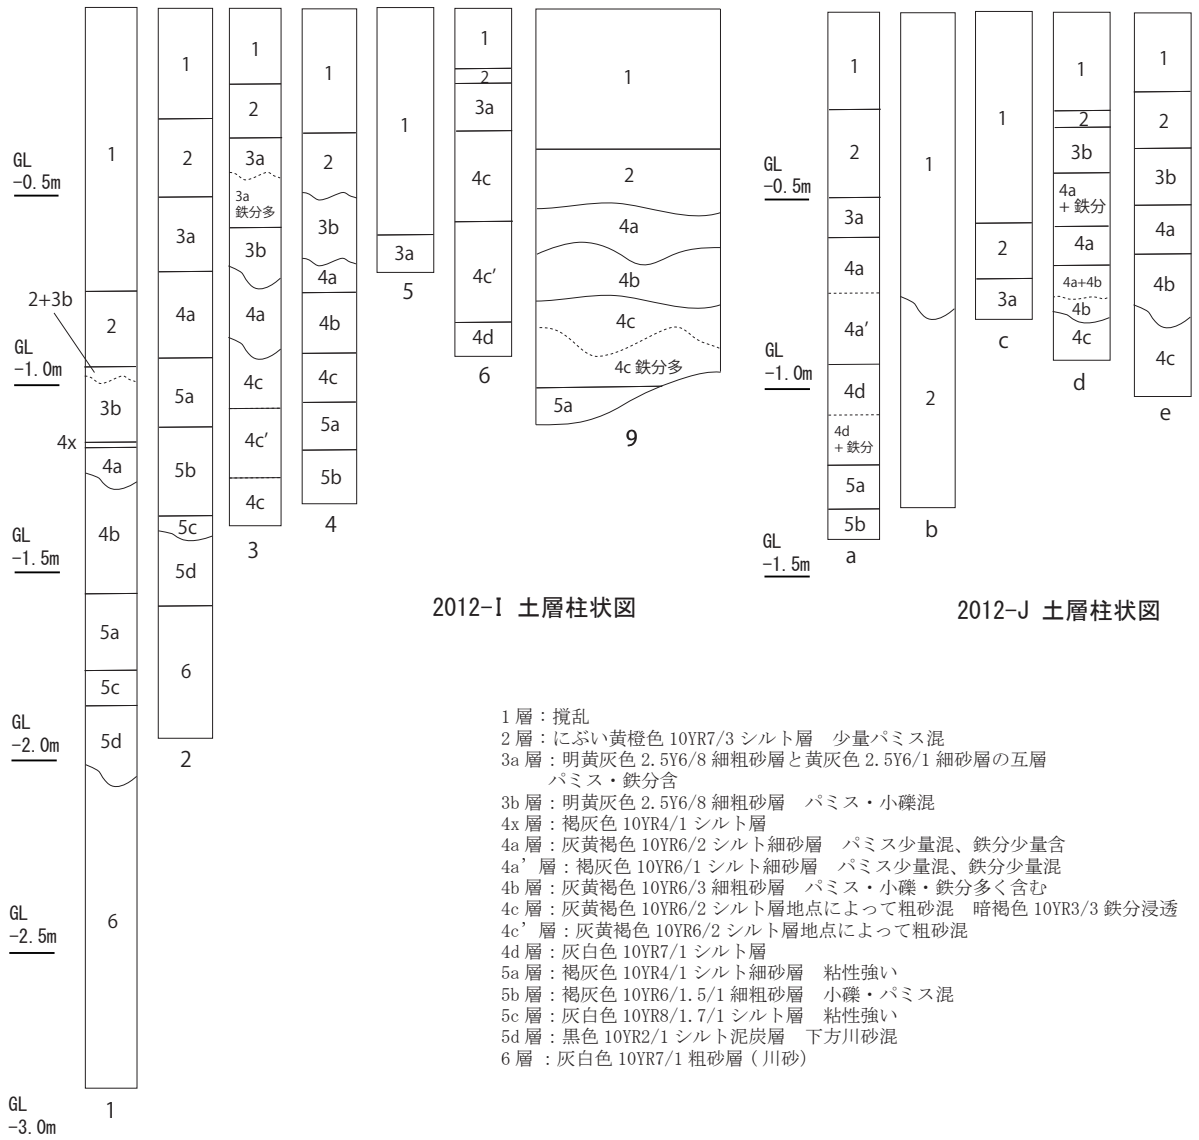 GL
-0.5m
GL
-1.0m
GL
-1.5m
GL
-2.0m
GL
-2.5m
GL
-3.0m
1
2+3b
2
3b
4x
4a
4b
5a
5c
5d
6
1
1
2
3a
4a
5a
5b
5c
5d
6
2
1
2
3a
3a
鉄分多
3b
4a
4c
4c'
4c
3
1
2
3b
4a
4b
4c
5a
5b
4
1
3a
5
1
2
3a
4c
4c'
4d
6
1
2
4a
4b
4c
4c 鉄分多
5a
9
2012-I 土層柱状図
GL
-0.5m
GL
-1.0m
GL
-1.5m
1
2
3a
4a
4a'
4d
4d
+ 鉄分
5a
5b
a
1
2
b
1
2
3a
c
1
2
3b
4a
+ 鉄分
4a
4a+4b
4b
4c
d
1
2
3b
4a
4b
4c
e
2012-J 土層柱状図
1 層：撹乱
2 層：にぶい黄橙色 10YR7/3 シルト層　少量パミス混
3a 層：明黄灰色 2.5Y6/8 細粗砂層と黄灰色 2.5Y6/1 細砂層の互層
パミス・鉄分含
3b 層：明黄灰色 2.5Y6/8 細粗砂層　パミス・小礫混
4x 層：褐灰色 10YR4/1 シルト層
4a 層：灰黄褐色 10YR6/2 シルト細砂層　パミス少量混、鉄分少量含
4a' 層：褐灰色 10YR6/1 シルト細砂層　パミス少量混、鉄分少量混
4b 層：灰黄褐色 10YR6/3 細粗砂層　パミス・小礫・鉄分多く含む
4c 層：灰黄褐色 10YR6/2 シルト層地点によって粗砂混　暗褐色 10YR3/3 鉄分浸透
4c' 層：灰黄褐色 10YR6/2 シルト層地点によって粗砂混
4d 層：灰白色 10YR7/1 シルト層
5a 層：褐灰色 10YR4/1 シルト細砂層　粘性強い
5b 層：褐灰色 10YR6/1.5/1 細粗砂層　小礫・パミス混
5c 層：灰白色 10YR8/1.7/1 シルト層　粘性強い
5d 層：黒色 10YR2/1 シルト泥炭層　下方川砂混
6 層 ：灰白色 10YR7/1 粗砂層 ( 川砂)